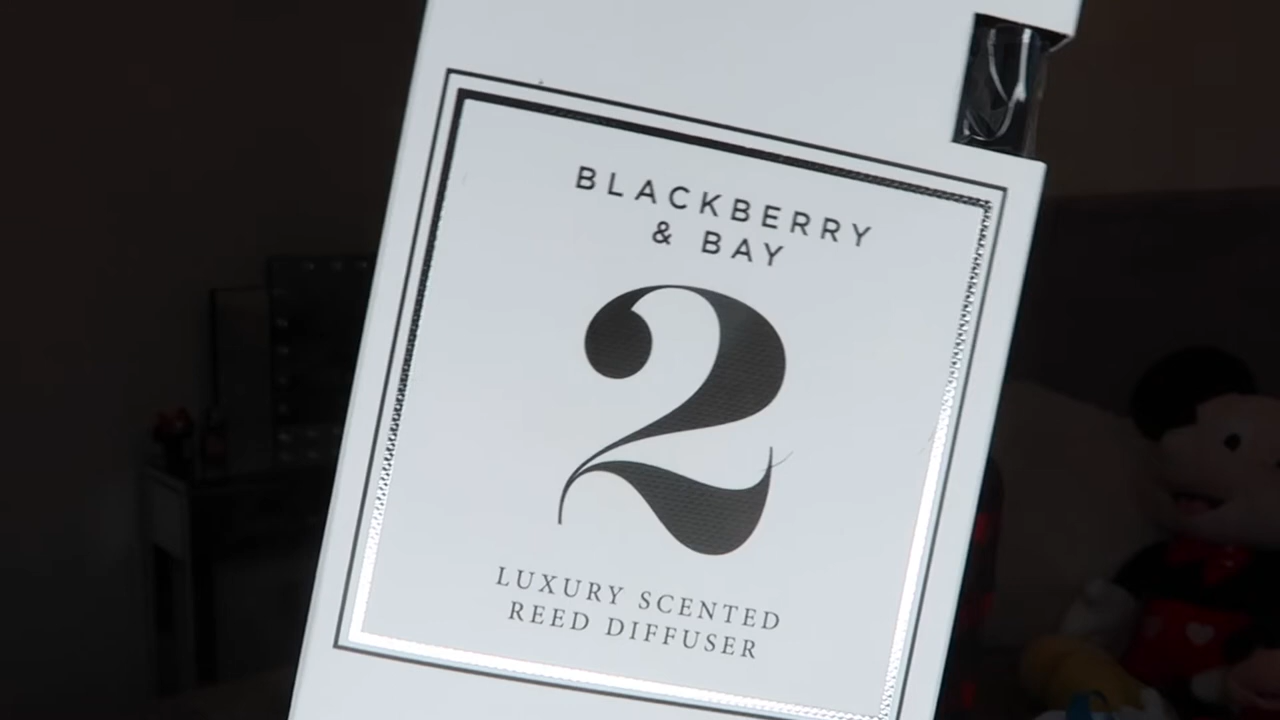 BLACKBERRY
& BAY
2
LUXURY SCENTED
REED DIFFUSER